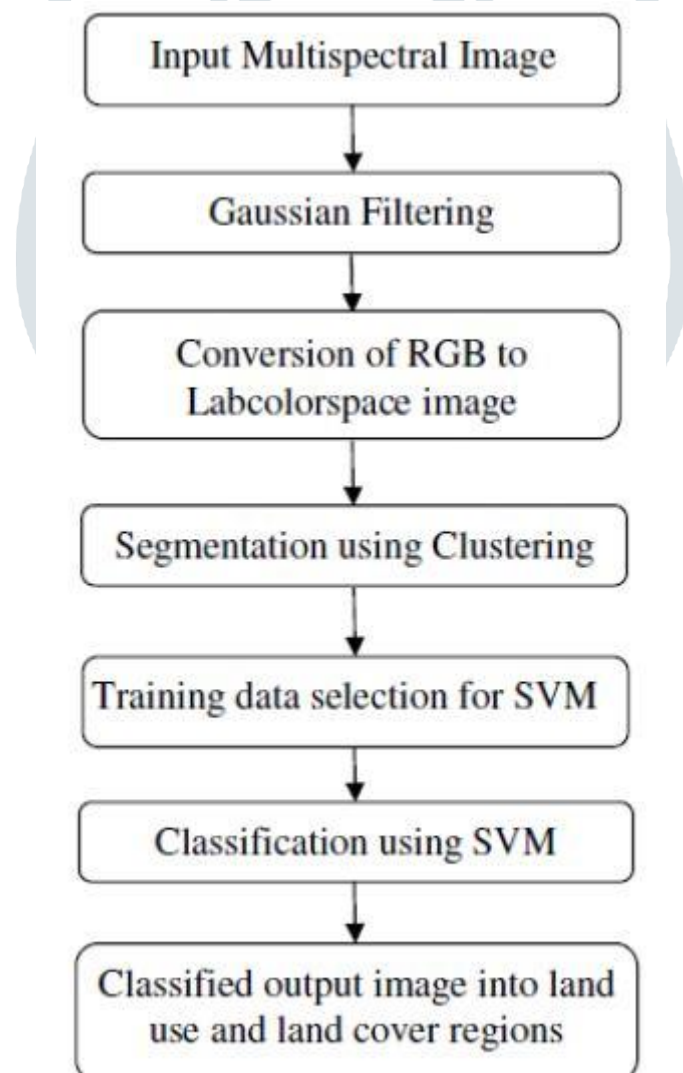 Input Multispectral Image
Gaussian Filtering
Conversion of RGB to
Labcolorspace image
Segmentation using Clustering
Training data selection for SVM
Classification using SVM
Classified output image into land
use and land cover regions